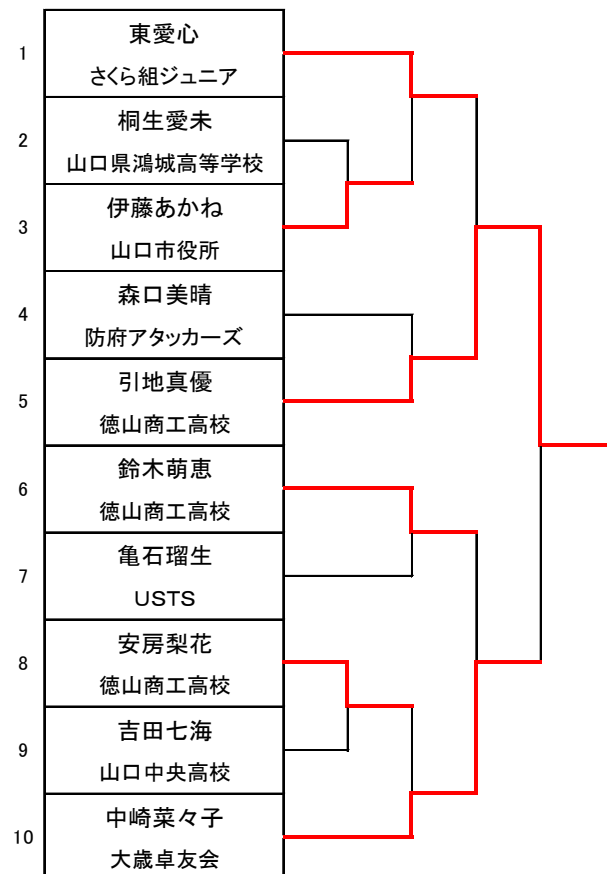 1
東愛心
さくら組ジュニア
2
桐生愛未
山口県鴻城高等学校
3
伊藤あかね
山口市役所
4
森口美晴
防府アタッカーズ
5
引地真優
徳山商工高校
6
鈴木萌恵
徳山商工高校
7
亀石瑠生
USTS
8
安房梨花
徳山商工高校
9
吉田七海
山口中央高校
10
中崎菜々子
大歳卓友会